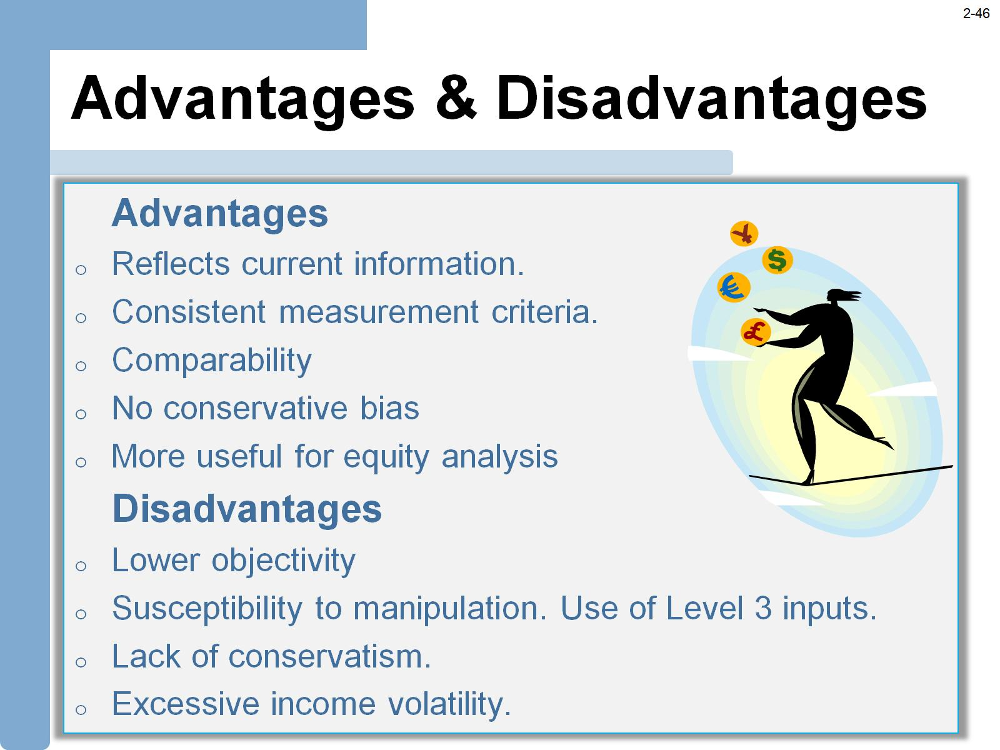 2-46
Advantages & Disadvantages
Advantages
Reflects current information.
Consistent measurement criteria.
Comparability
No conservative bias
More useful for equity analysis
Disadvantages
Lower objectivity
Susceptibility to manipulation. Use of Level 3 inputs.
Lack of conservatism.
Excessive income volatility.
¥
$
€
£